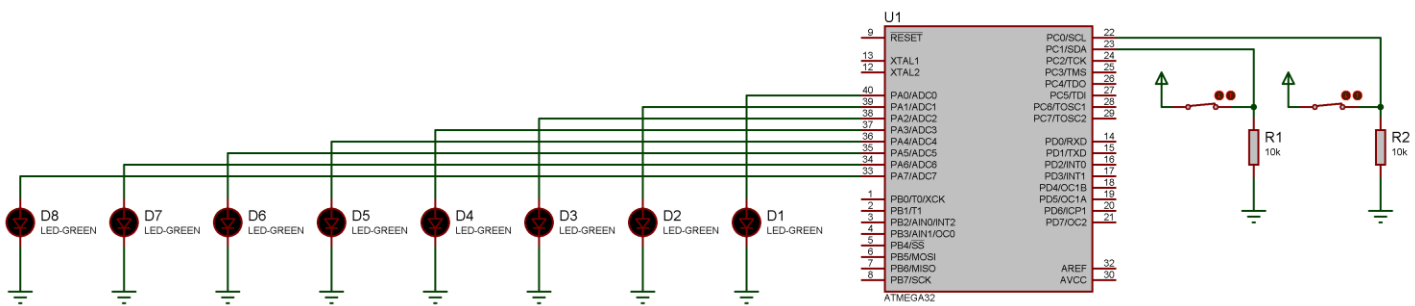 U1
9 RESET PC0/SCL 22
PC1/SDA 23
13 XTAL1 PC2/TCK 24
12 XTAL2 PC3/TMS 25
PC4/TDO 26
40 PA0/ADC0 PC5/TDI 27
39 PA1/ADC1 PC6/TOSC1 28
38 PA2/ADC2 PC7/TOSC2 29
37 PA3/ADC3
36 PA4/ADC4 PD0/RXD 14
35 PA5/ADC5 PD1/TXD 15
34 PA6/ADC6 PD2/INT0 16
33 PA7/ADC7 PD3/INT1 17
PD4/OC1B 18
1 PB0/T0/XCK PD5/OC1A 19
2 PB1/T1 PD6/ICP1 20
3 PB2/AIN0/INT2 PD7/OC2 21
4 PB3/AIN1/OC0
5 PB4/SS
6 PB5/MOSI
7 PB6/MISO AREF 32
8 PB7/SCK AVCC 30
ATMEGA32
R1
10k
R2
10k
D8
LED-GREEN
D7
LED-GREEN
D6
LED-GREEN
D5
LED-GREEN
D4
LED-GREEN
D3
LED-GREEN
D2
LED-GREEN
D1
LED-GREEN